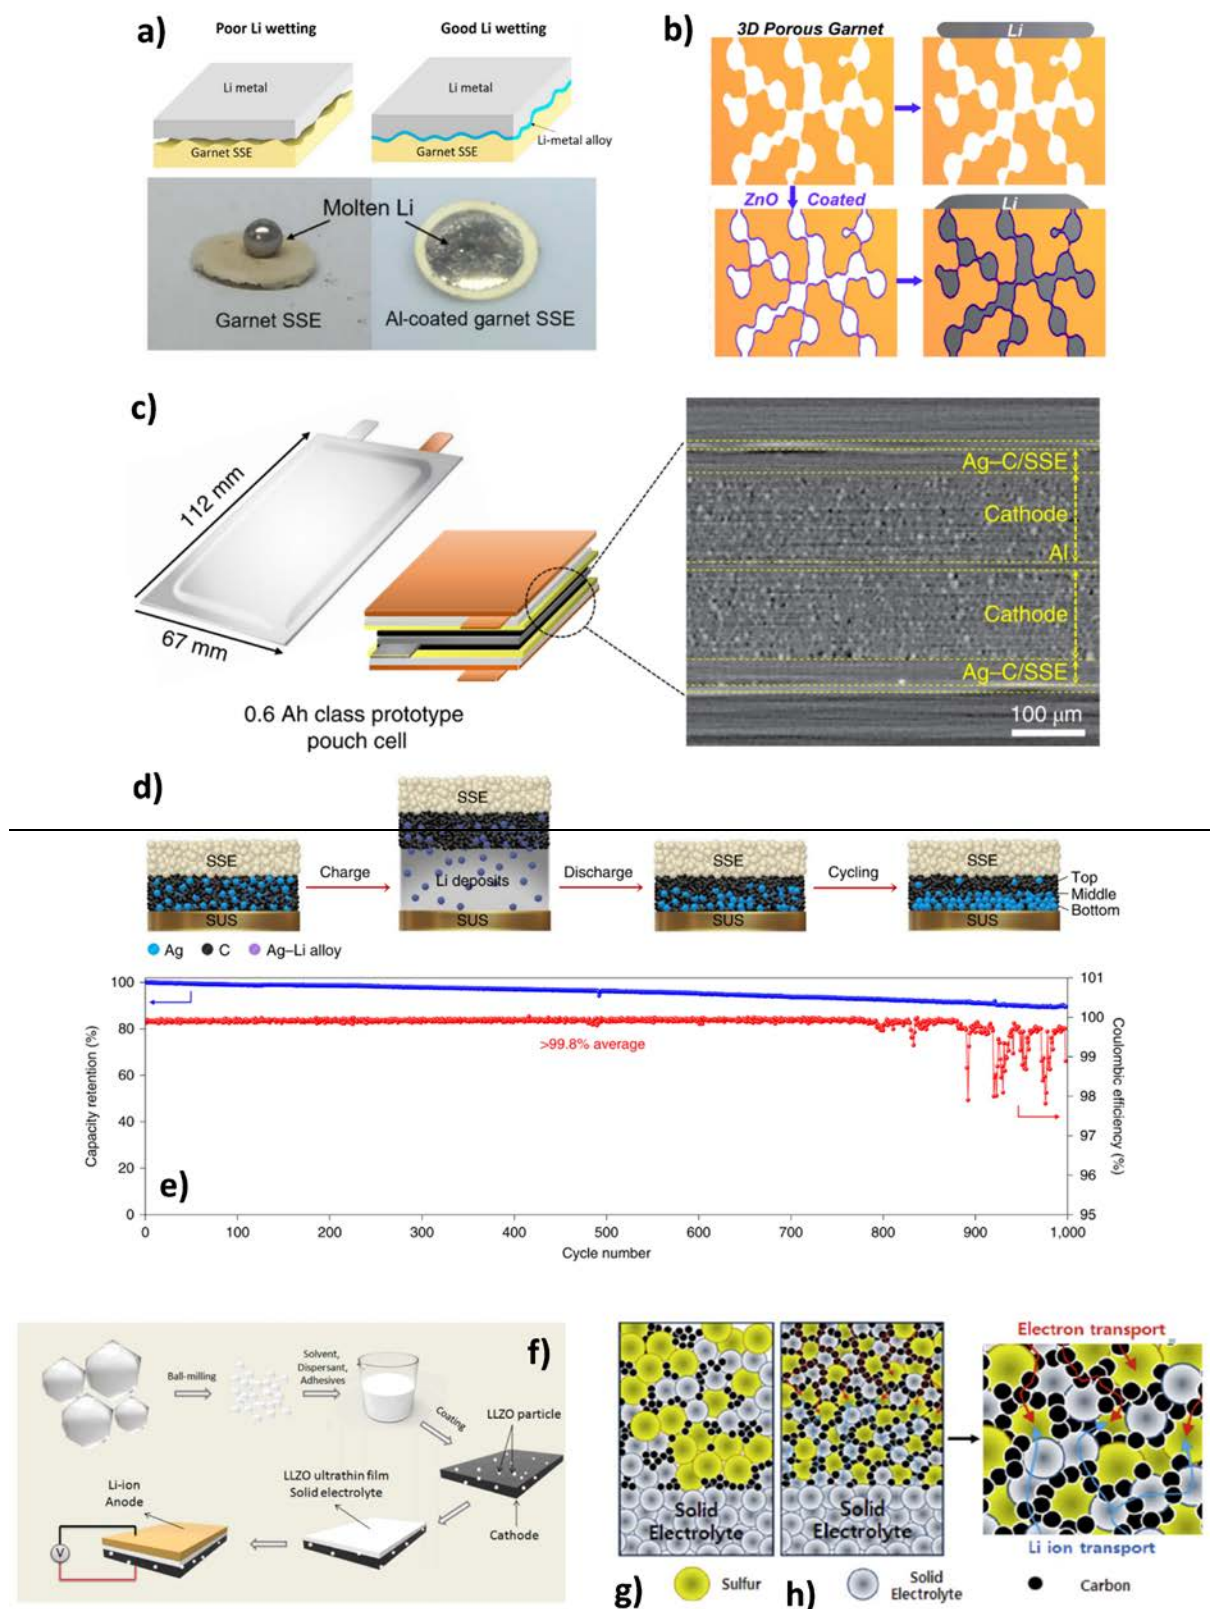 a)
Poor Li wetting
Good Li wetting
Li metal
Li metal
Garnet SSE
Garnet SSE
Li-metal alloy
Molten Li
Garnet SSE
Al-coated garnet SSE
b)
3D Porous Garnet
Li
ZnO Coated
Li
c)
112 mm
67 mm
0.6 Ah class prototype
pouch cell
Ag–C/SSE
Cathode
Al
Cathode
Ag–C/SSE
100 μm
d)
SSE
SUS
Charge
SSE
Li deposits
SUS
Discharge
SSE
SUS
Cycling
SSE
SUS
Top
Middle
Bottom
Ag
C
Ag–Li alloy
e)
Capacity retention (%)
100
80
60
40
20
0
>99.8% average
101
100
99
98
97
96
95
Coulombic efficiency (%)
0
100
200
300
400
500
600
700
800
900
1,000
Cycle number
f)
Ball-milling
Solvent,
Dispersant,
Adhesives
Coating
LLZO particle
Cathode
LLZO ultrathin film
Solid electrolyte
Li-ion
Anode
V
Solid
Electrolyte
Solid
Electrolyte
Electron transport
Li ion transport
g)
Sulfur
Solid
Electrolyte
h)
Carbon